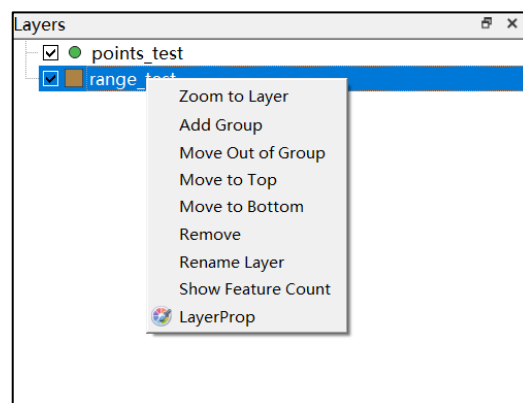 Layers
points_test
range_test
Zoom to Layer
Add Group
Move Out of Group
Move to Top
Move to Bottom
Remove
Rename Layer
Show Feature Count
LayerProp